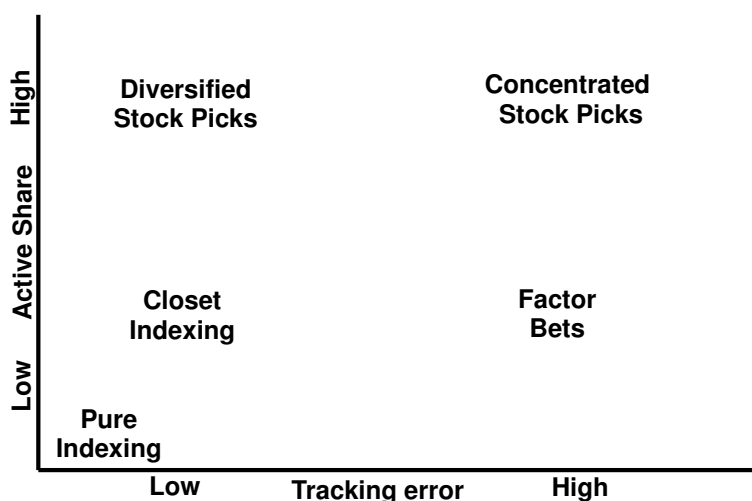 High
Active Share
Low
Diversified
Stock Picks
Concentrated
Stock Picks
Closet
Indexing
Factor
Bets
Pure
Indexing
Low
Tracking error
High